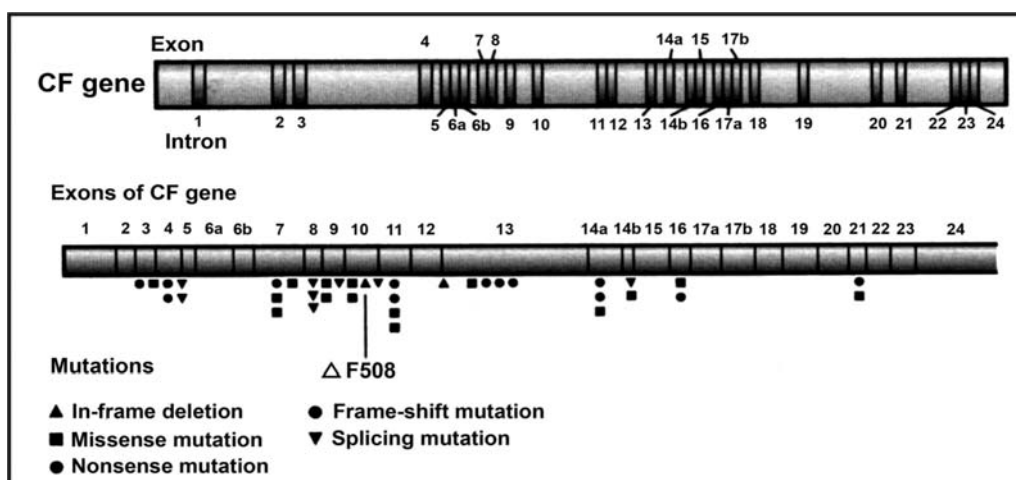 Exon 4 7 8 14a 15 17b
CF gene
1 2 3 5 6a 6b 9 10 11 12 13 14b 16 17a 18 19 20 21 22 23 24
Intron
Exons of CF gene
1 2 3 4 5 6a 6b 7 8 9 10 11 12 13 14a 14b 15 16 17a 17b 18 19 20 21 22 23 24
Mutations
△ F508
▲ In-frame deletion
● Frame-shift mutation
■ Missense mutation
▼ Splicing mutation
● Nonsense mutation